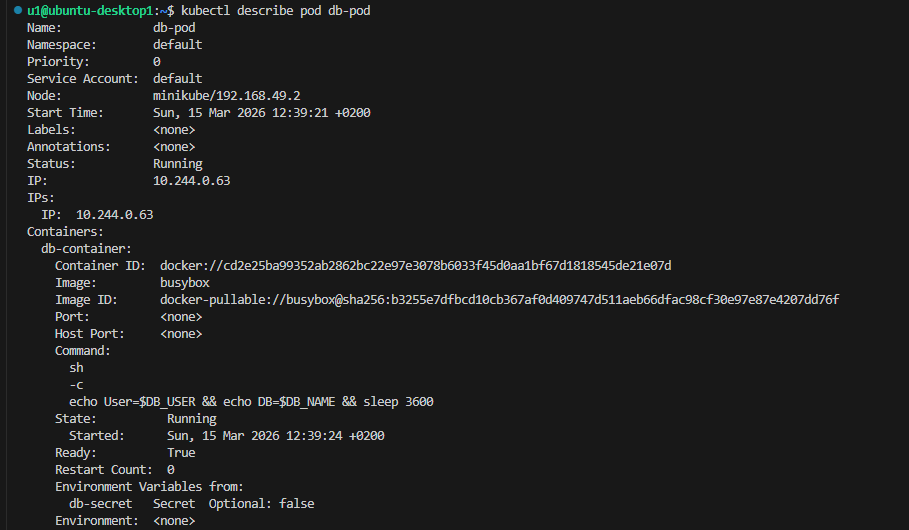 u1@ubuntu-desktop1:~$ kubectl describe pod db-pod
Name:             db-pod
Namespace:        default
Priority:         0
Service Account:  default
Node:             minikube/192.168.49.2
Start Time:       Sun, 15 Mar 2026 12:39:21 +0200
Labels:           <none>
Annotations:      <none>
Status:           Running
IP:               10.244.0.63
IPs:
  IP:  10.244.0.63
Containers:
  db-container:
    Container ID:  docker://cd2e25ba99352ab2862bc22e97e3078b6033f45d0aa1bf67d1818545de21e07d
    Image:         busybox
    Image ID:      docker-pullable://busybox@sha256:b3255e7dfbcd10cb367af0d409747d511aeb66dfac98cf30e97e87e4207dd76f
    Port:          <none>
    Host Port:     <none>
    Command:
      sh
      -c
      echo User=$DB_USER && echo DB=$DB_NAME && sleep 3600
    State:          Running
      Started:      Sun, 15 Mar 2026 12:39:24 +0200
    Ready:          True
    Restart Count:  0
    Environment Variables from:
      db-secret   Secret  Optional: false
    Environment:  <none>